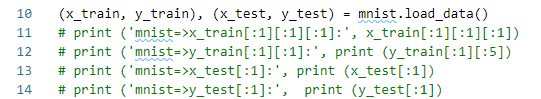 10 (x_train, y_train), (x_test, y_test) = mnist.load_data()
11 # print ('mnist=>x_train[:1][:1][:1]:', x_train[:1][:1][:1])
12 # print ('mnist=>y_train[:1][:1]:', print (y_train[:1][:5])
13 # print ('mnist=>x_test[:1]:', print (x_test[:1])
14 # print ('mnist=>y_test[:1]:',  print (y_test[:1])